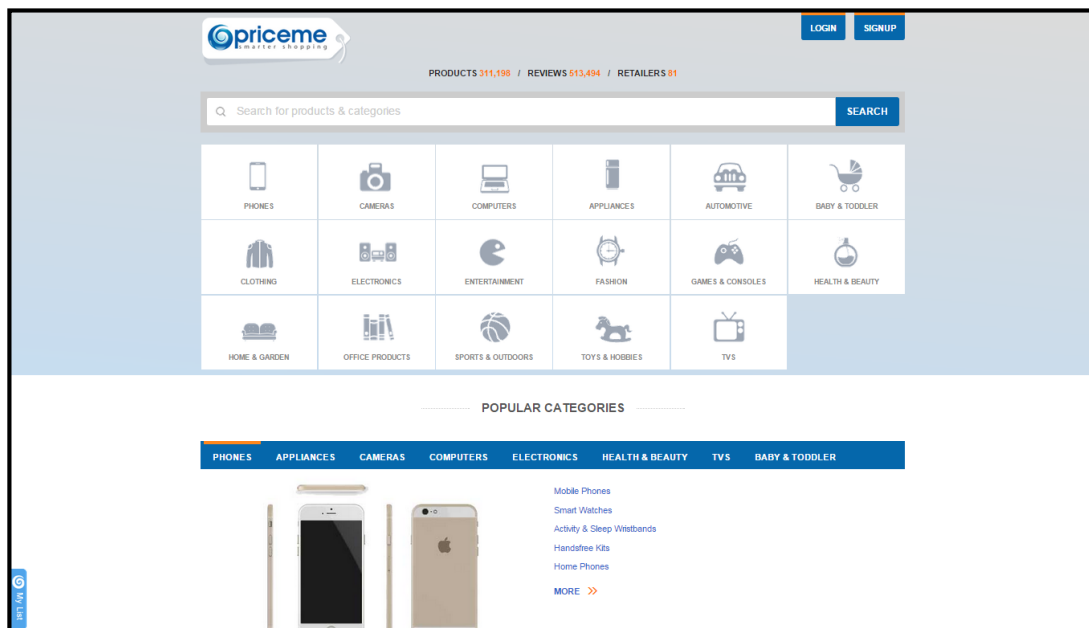 priceme
smarter shopping
LOGIN
SIGNUP
PRODUCTS 311,198 / REVIEWS 513,494 / RETAILERS 81
Search for products & categories
SEARCH
PHONES
CAMERAS
COMPUTERS
APPLIANCES
AUTOMOTIVE
BABY & TODDLER
CLOTHING
ELECTRONICS
ENTERTAINMENT
FASHION
GAMES & CONSOLES
HEALTH & BEAUTY
HOME & GARDEN
OFFICE PRODUCTS
SPORTS & OUTDOORS
TOYS & HOBBIES
TVS
POPULAR CATEGORIES
PHONES
APPLIANCES
CAMERAS
COMPUTERS
ELECTRONICS
HEALTH & BEAUTY
TVS
BABY & TODDLER
Mobile Phones
Smart Watches
Activity & Sleep Wristbands
Handsfree Kits
Home Phones
MORE
My List